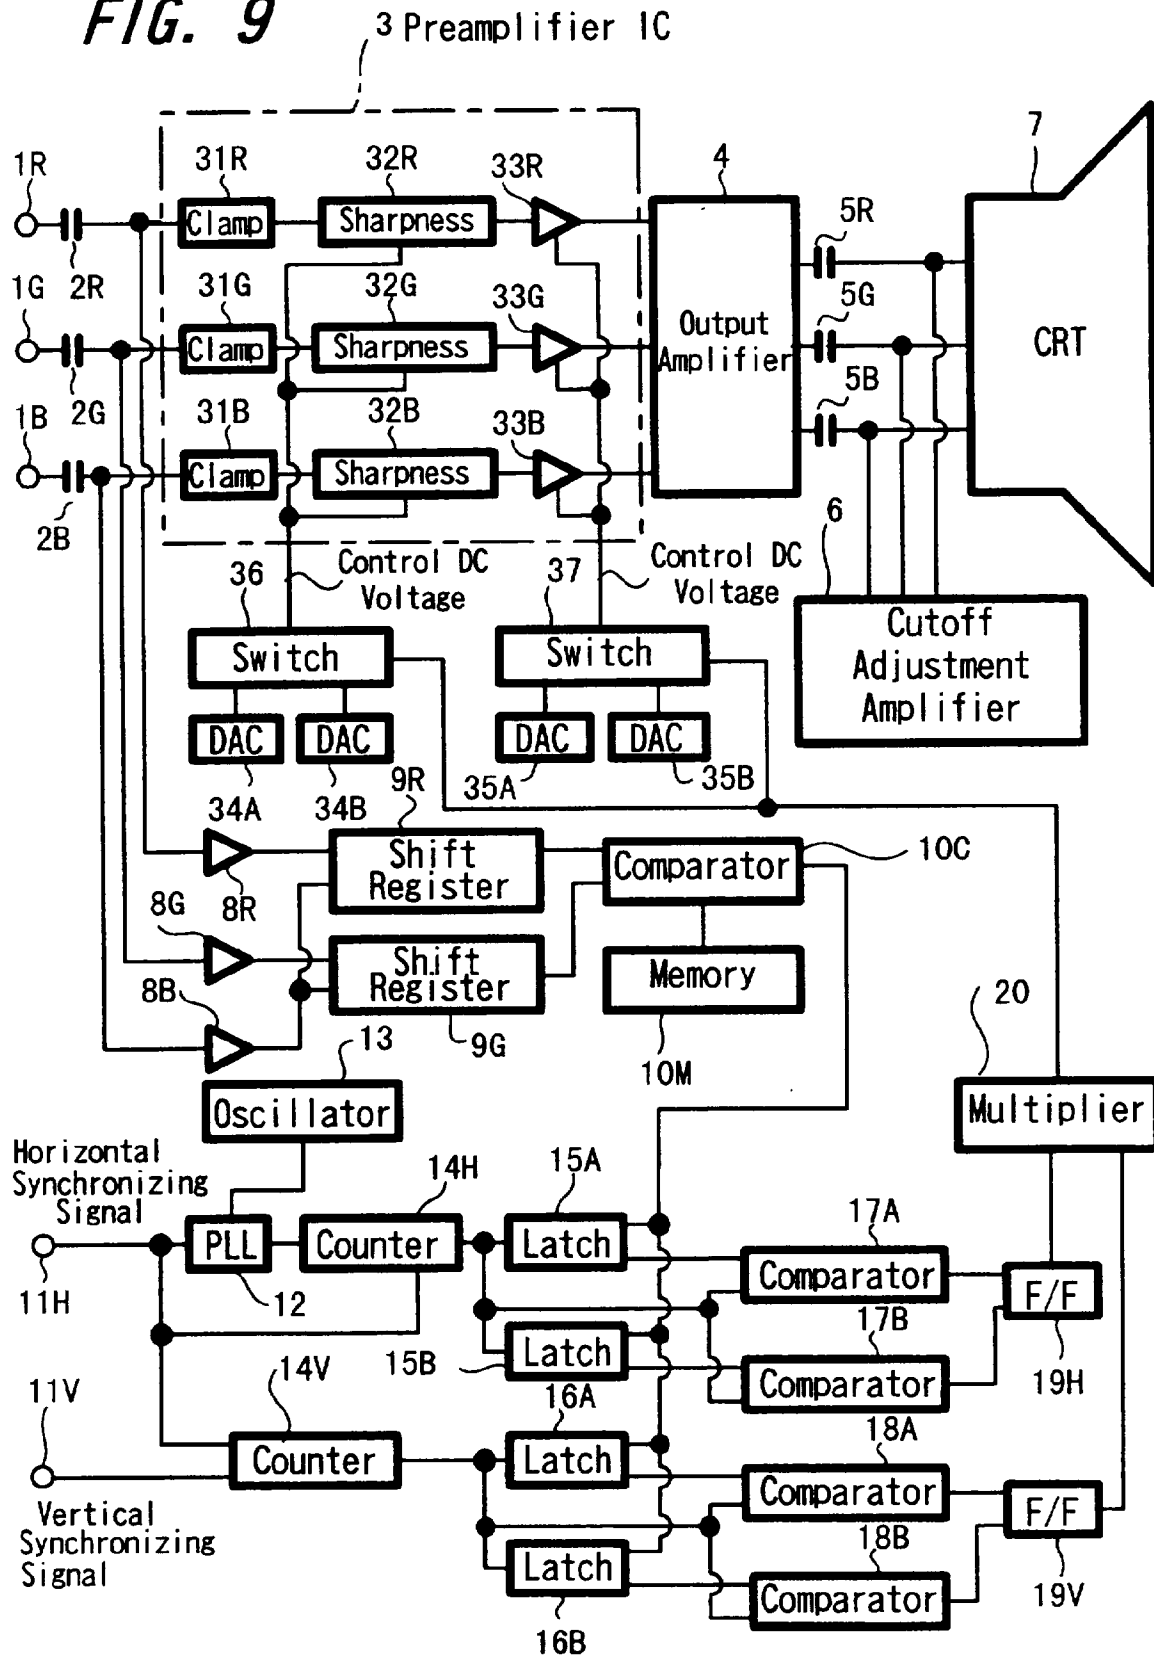 FIG. 9
3 Preamplifier IC
7
1R
31R
32R
33R
4
5R
Clamp
Sharpness
2R
1G
31G
32G
33G
5G
Clamp
Sharpness
Output
Amplifier
CRT
2G
1B
31B
32B
33B
5B
Clamp
Sharpness
2B
6
36
Control DC
Voltage
37
Control DC
Voltage
Switch
Switch
Cutoff
Adjustment
Amplifier
DAC
DAC
DAC
DAC
34A
34B
9R
35A
35B
Shift
Register
Comparator
10C
8R
8G
Shift
Register
Memory
8B
9G
10M
20
13
Oscillator
Multiplier
Horizontal
Synchronizing
Signal
14H
15A
17A
PLL
Counter
Latch
Comparator
F/F
11H
12
17B
15B
Latch
Comparator
19H
11V
14V
16A
18A
Counter
Latch
Comparator
F/F
Vertical
Synchronizing
Signal
18B
Latch
Comparator
19V
16B